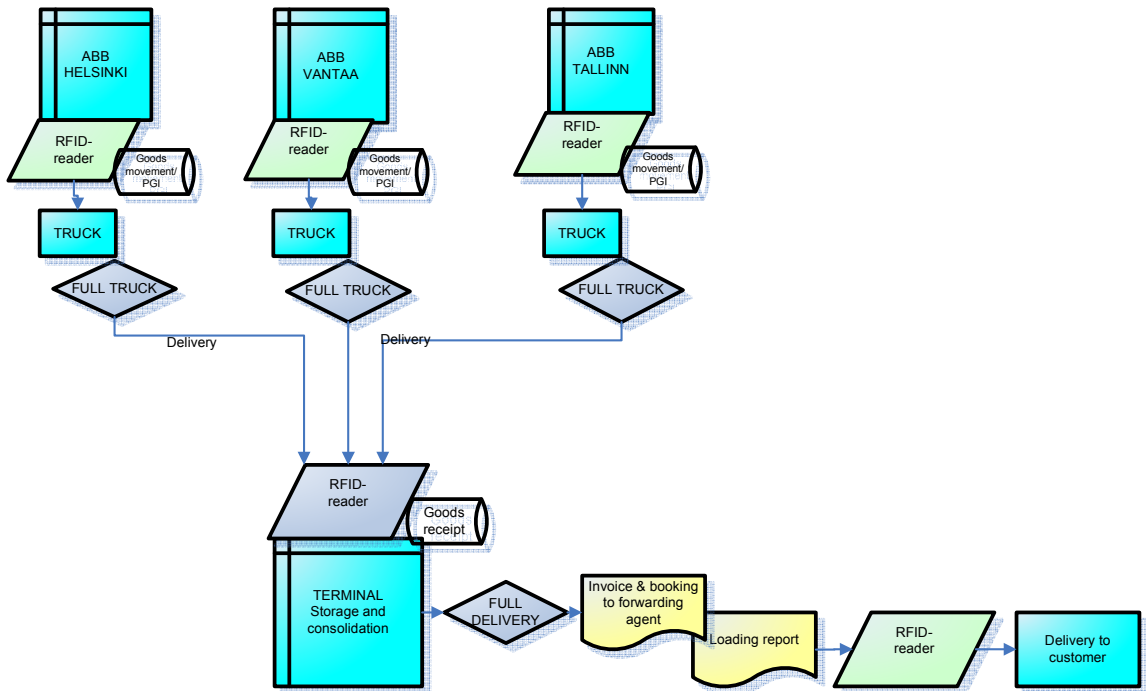 ABB
HELSINKI
ABB
VANTAA
ABB
TALLINN
RFID-
reader
Goods
movement/
PGI
RFID-
reader
Goods
movement/
PGI
RFID-
reader
Goods
movement/
PGI
TRUCK
TRUCK
TRUCK
FULL TRUCK
FULL TRUCK
FULL TRUCK
Delivery
Delivery
RFID-
reader
Goods
receipt
TERMINAL
Storage and
consolidation
FULL
DELIVERY
Invoice & booking
to forwarding
agent
Loading report
RFID-
reader
Delivery to
customer